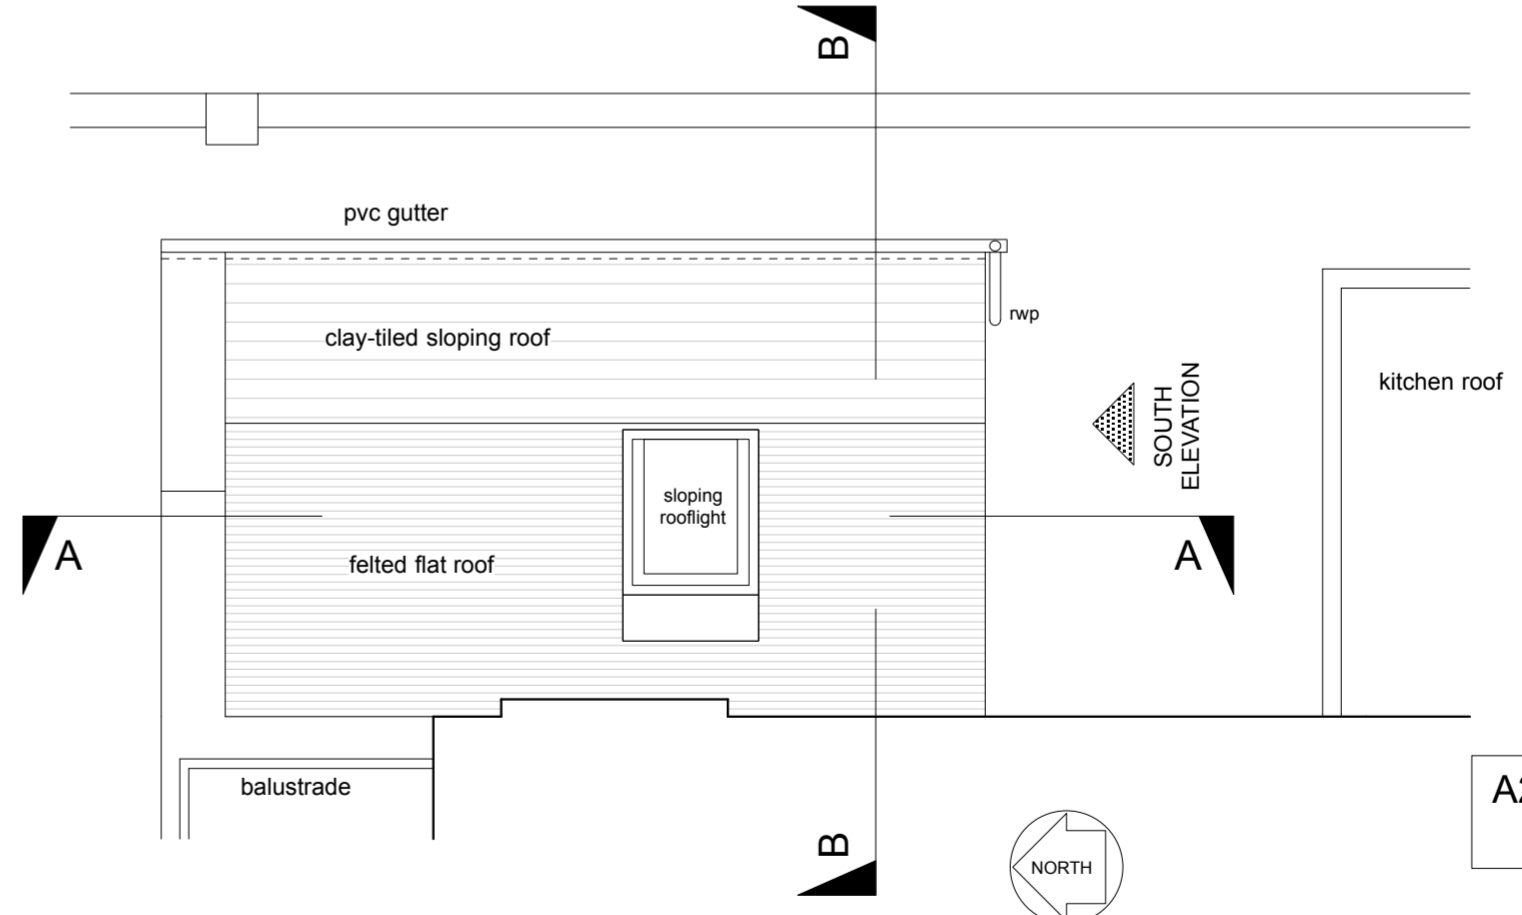 B
pvc gutter
clay-tiled sloping roof
rwp
SOUTH
ELEVATION
kitchen roof
sloping
rooflight
A
felted flat roof
A
balustrade
B
NORTH